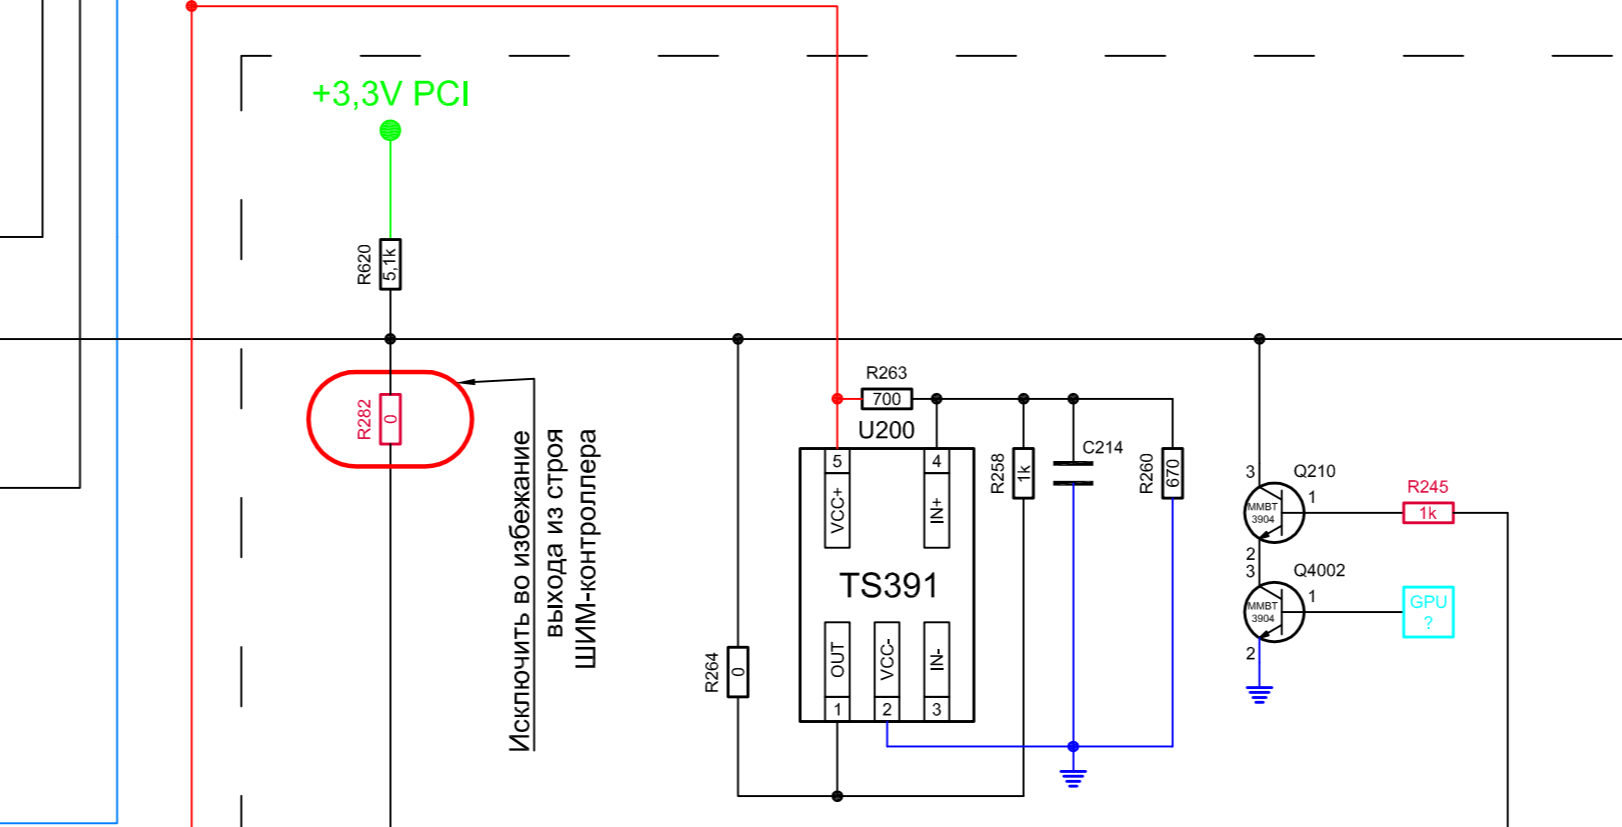 +3,3V PCI
R620
5,1k
R282
0
Исключить во избежание
выхода из строя
ШИМ-контроллера
R263
700
U200
5
4
VCC+
IN+
TS391
OUT
VCC-
IN-
1
2
3
R264
0
R258
1k
C214
R260
670
3
Q210
1
MMBT
3904
2
R245
1k
3
Q4002
1
MMBT
3904
2
GPU
?